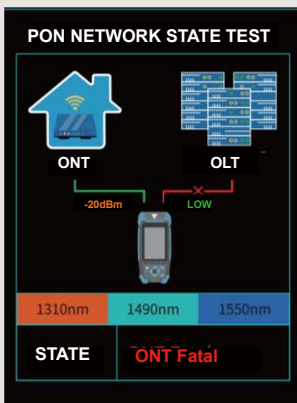 PON NETWORK STATE TEST
ONT
OLT
-20dBm
LOW
1310nm
1490nm
1550nm
STATE
ONT Fatal